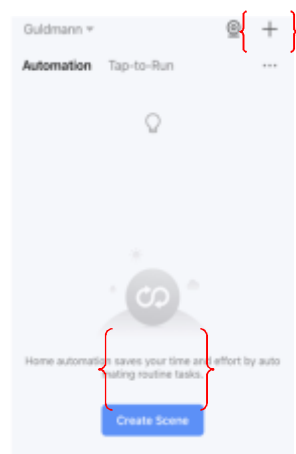 Guldmann
Automation Tap-to-Run
Home automation saves your time and effort by auto
mating routine tasks.
Create Scene